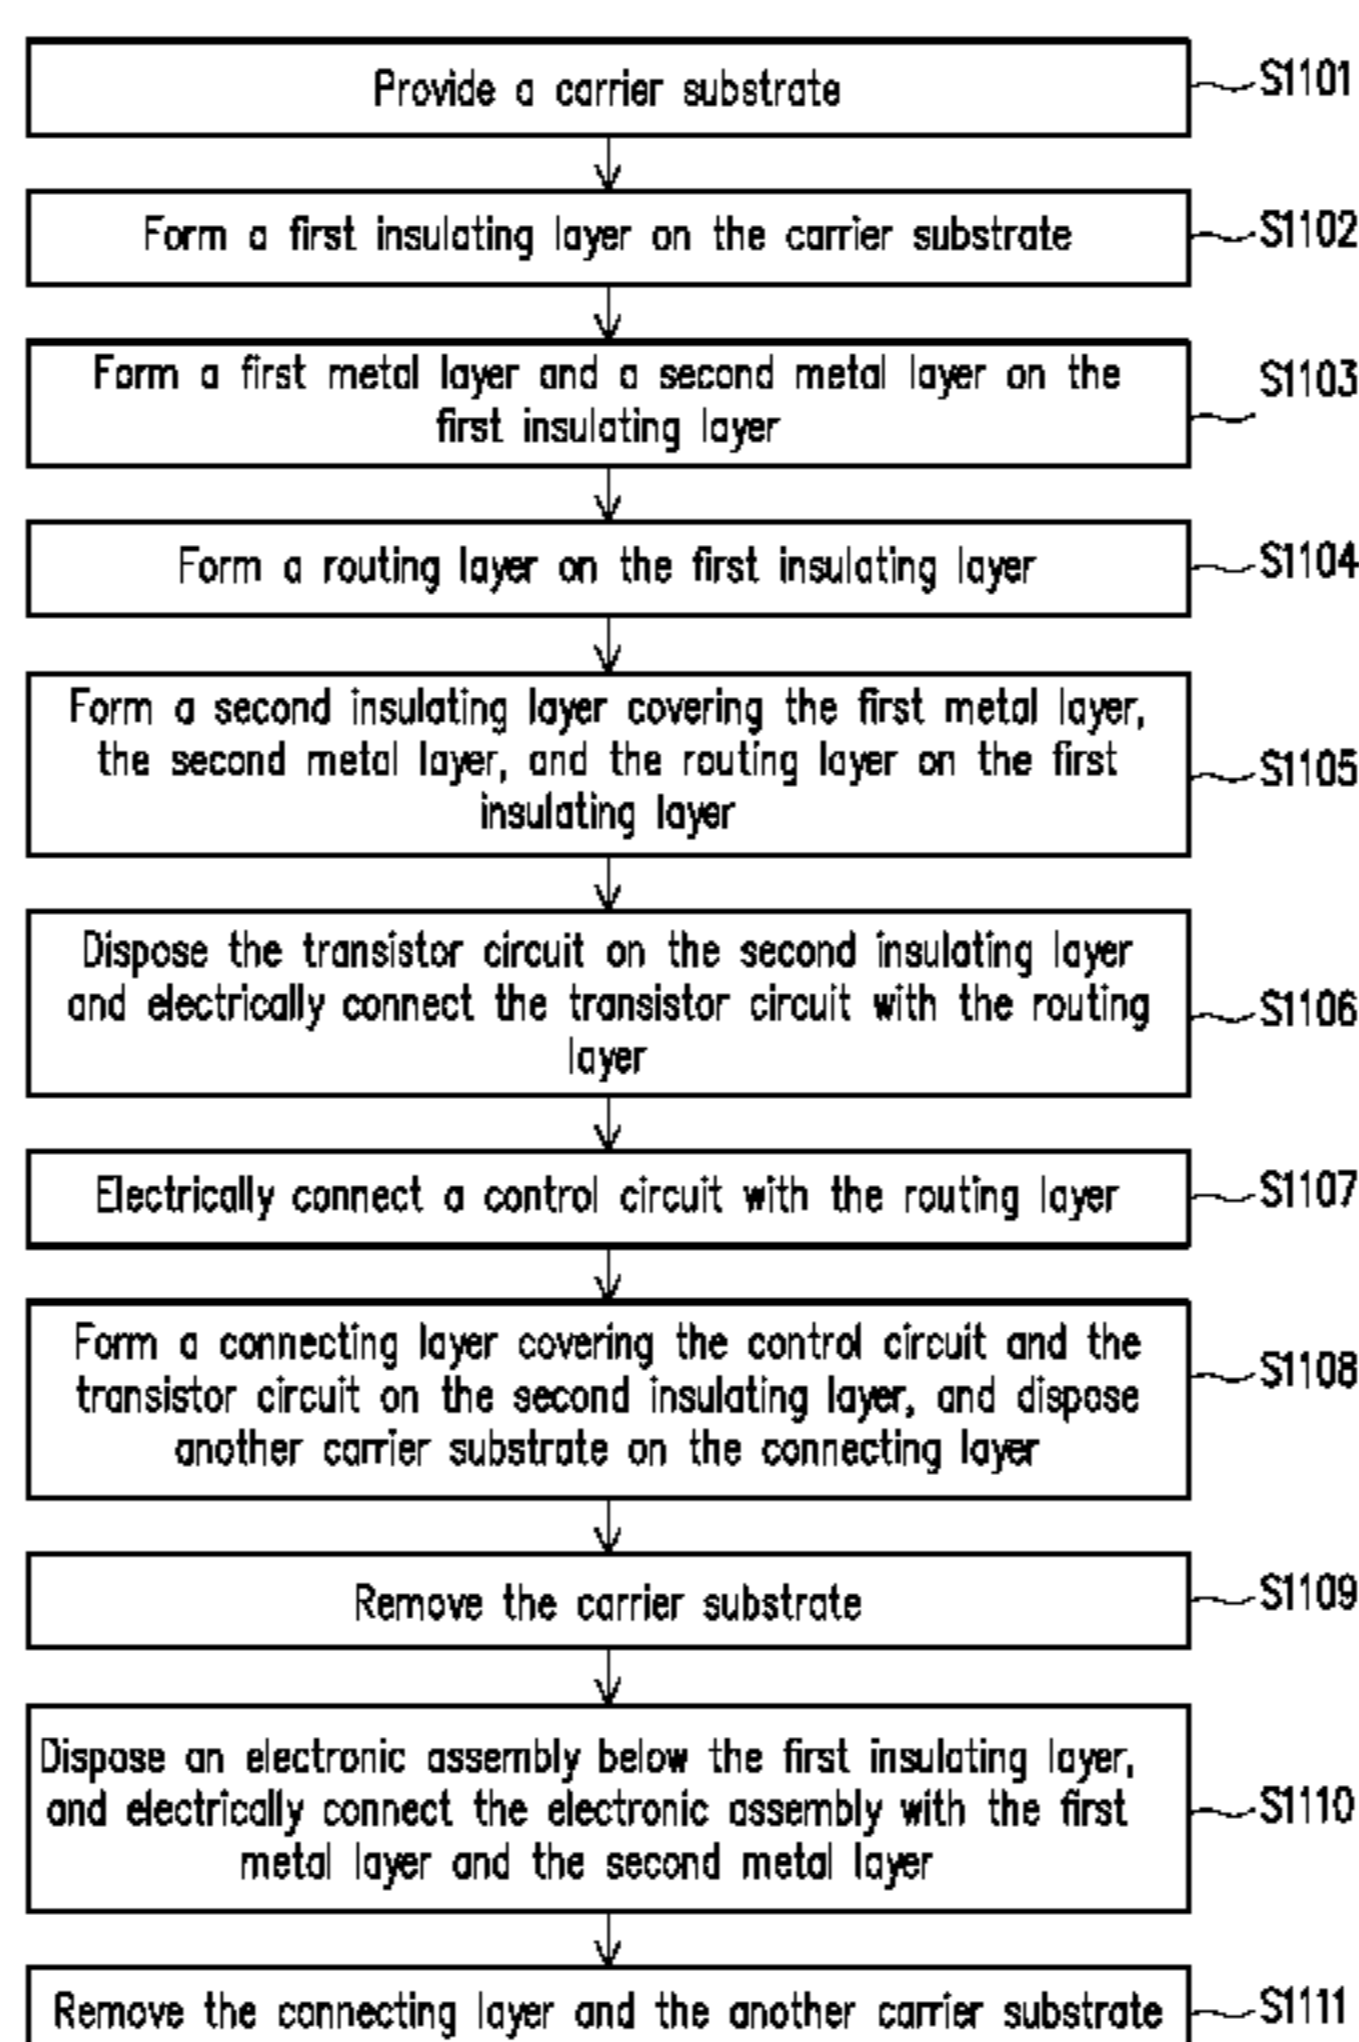 Provide a carrier substrate
S1101
Form a first insulating layer on the carrier substrate
S1102
Form a first metal layer and a second metal layer on the
first insulating layer
S1103
Form a routing layer on the first insulating layer
S1104
Form a second insulating layer covering the first metal layer,
the second metal layer, and the routing layer on the first
insulating layer
S1105
Dispose the transistor circuit on the second insulating layer
and electrically connect the transistor circuit with the routing
layer
S1106
Electrically connect a control circuit with the routing layer
S1107
Form a connecting layer covering the control circuit and the
transistor circuit on the second insulating layer, and dispose
another carrier substrate on the connecting layer
S1108
Remove the carrier substrate
S1109
Dispose an electronic assembly below the first insulating layer,
and electrically connect the electronic assembly with the first
metal layer and the second metal layer
S1110
Remove the connecting layer and the another carrier substrate
S1111